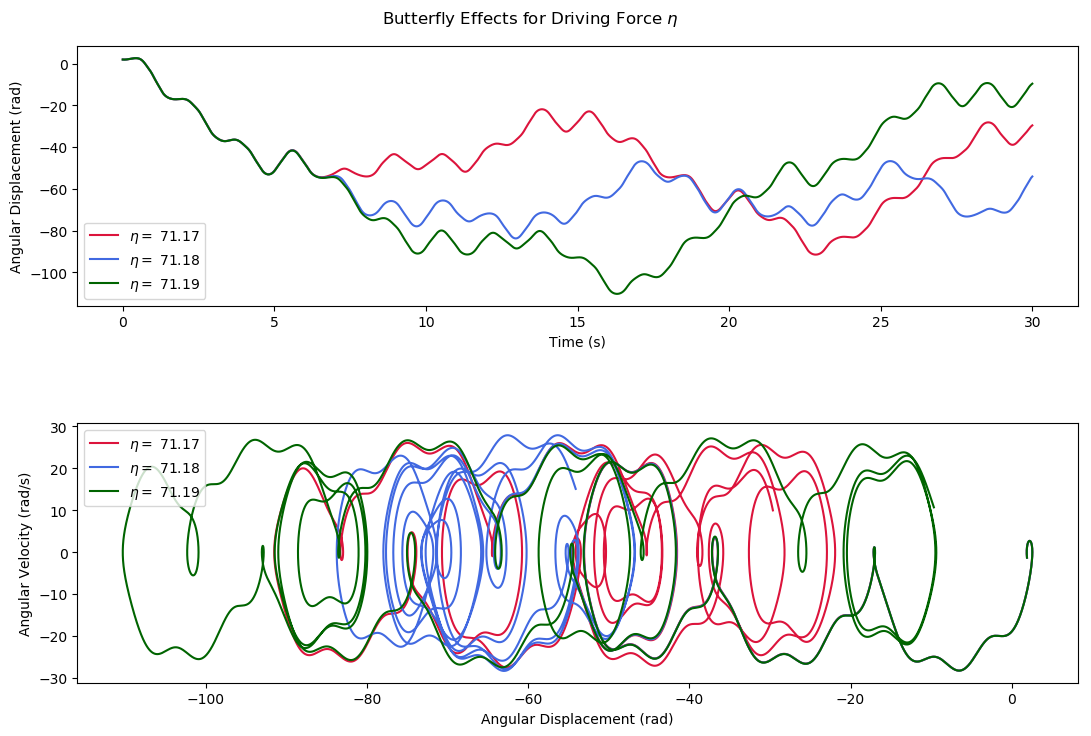 Butterfly Effects for Driving Force η
Angular Displacement (rad)
0
−20
−40
−60
−80
−100
η = 71.17
η = 71.18
η = 71.19
0
5
10
15
20
25
30
Time (s)
Angular Velocity (rad/s)
30
20
10
0
−10
−20
−30
η = 71.17
η = 71.18
η = 71.19
−100
−80
−60
−40
−20
0
Angular Displacement (rad)